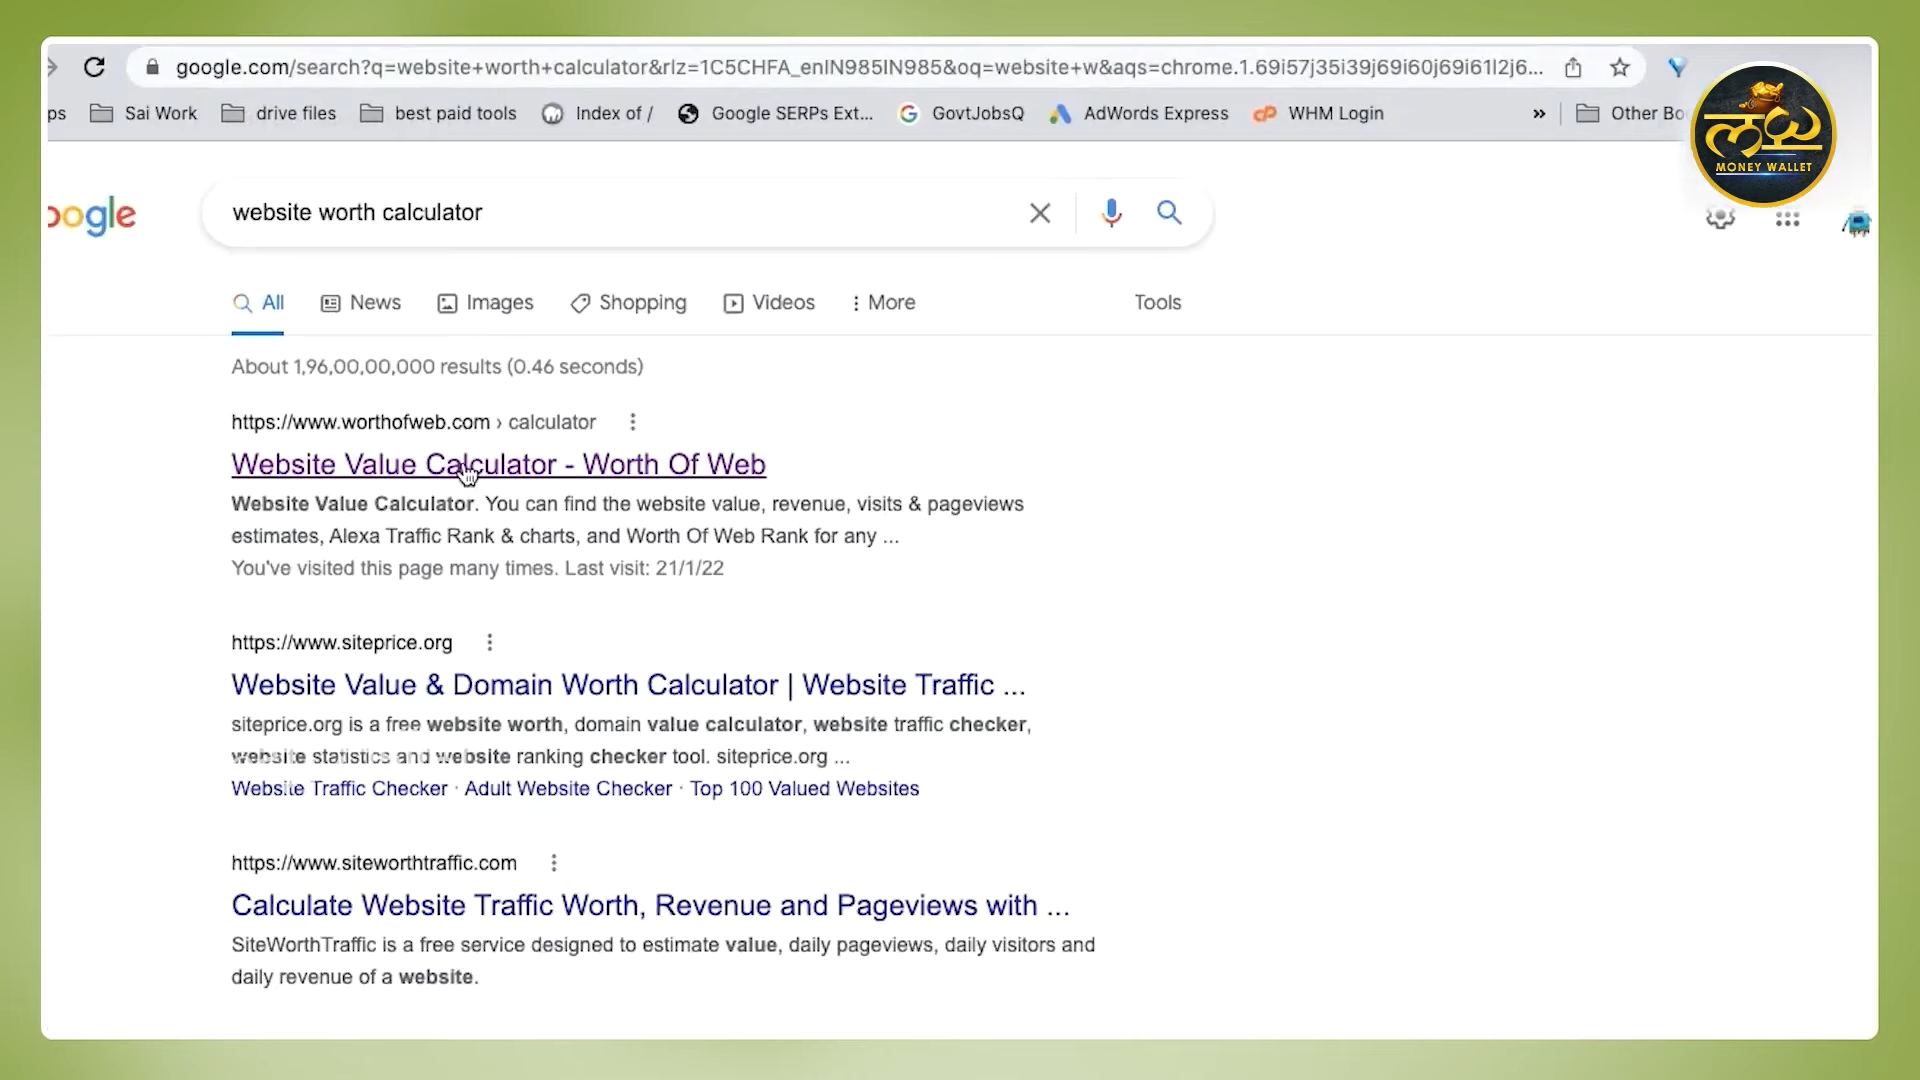 google.com/search?q=website+worth+calculator&rlz=1C5CHFA_enIN985IN985&oq=website+w&aqs=chrome.1.69i57j35i39j69i60j69i61l2j6...
ps Sai Work drive files best paid tools Index of / Google SERPs Ext... GovtJobsQ AdWords Express WHM Login » Other Bo
MONEY WALLET
oogle website worth calculator
All News Images Shopping Videos More Tools
About 1,96,00,00,000 results (0.46 seconds)
https://www.worthofweb.com › calculator
Website Value Calculator - Worth Of Web
Website Value Calculator. You can find the website value, revenue, visits & pageviews
estimates, Alexa Traffic Rank & charts, and Worth Of Web Rank for any ...
You've visited this page many times. Last visit: 21/1/22
https://www.siteprice.org
Website Value & Domain Worth Calculator | Website Traffic ...
siteprice.org is a free website worth, domain value calculator, website traffic checker,
website statistics and website ranking checker tool. siteprice.org ...
Website Traffic Checker · Adult Website Checker · Top 100 Valued Websites
https://www.siteworthtraffic.com
Calculate Website Traffic Worth, Revenue and Pageviews with ...
SiteWorthTraffic is a free service designed to estimate value, daily pageviews, daily visitors and
daily revenue of a website.